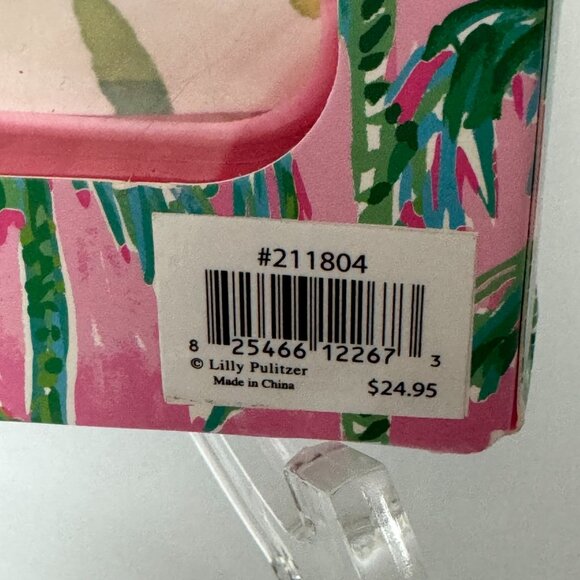 #211804
8 25466 12267 3
© Lilly Pulitzer
Made in China
$24.95